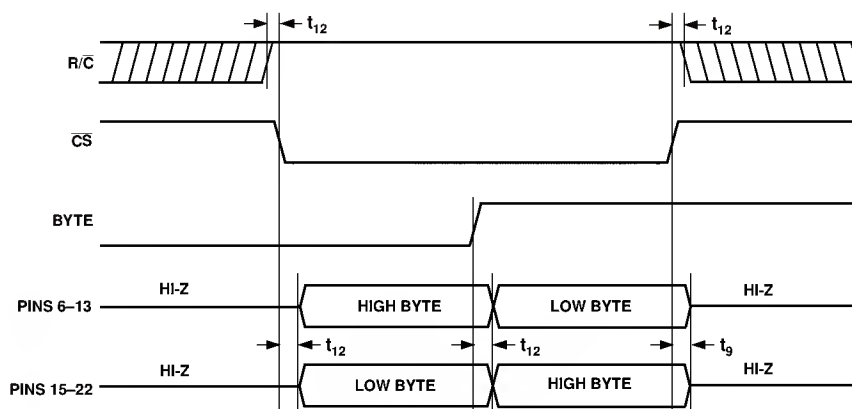 t12 t12
R/C̅
C̅S̅
BYTE
HI-Z HI-Z
PINS 6–13 HIGH BYTE LOW BYTE
t12 t12 t9
HI-Z HI-Z
PINS 15–22 LOW BYTE HIGH BYTE